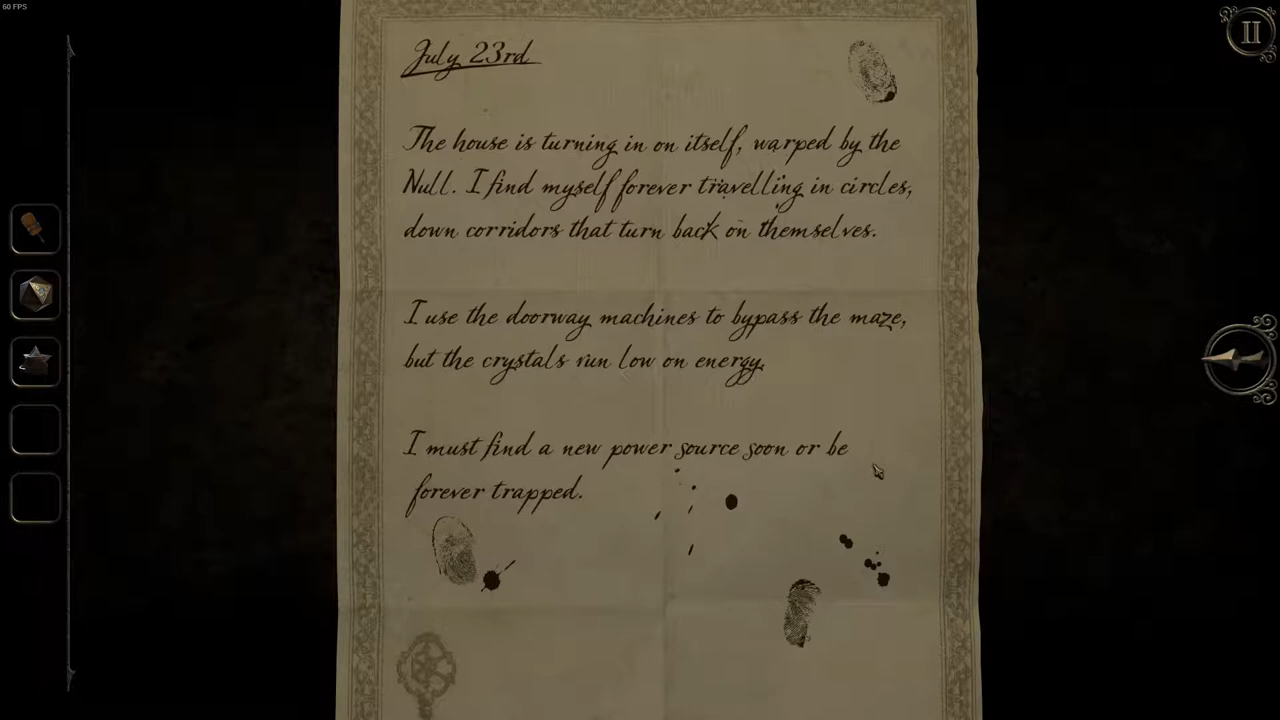 60 FPS
July 23rd
The house is turning in on itself, warped by the
Null. I find myself forever travelling in circles,
down corridors that turn back on themselves.
I use the doorway machines to bypass the maze,
but the crystals run low on energy.
I must find a new power source soon or be
forever trapped.